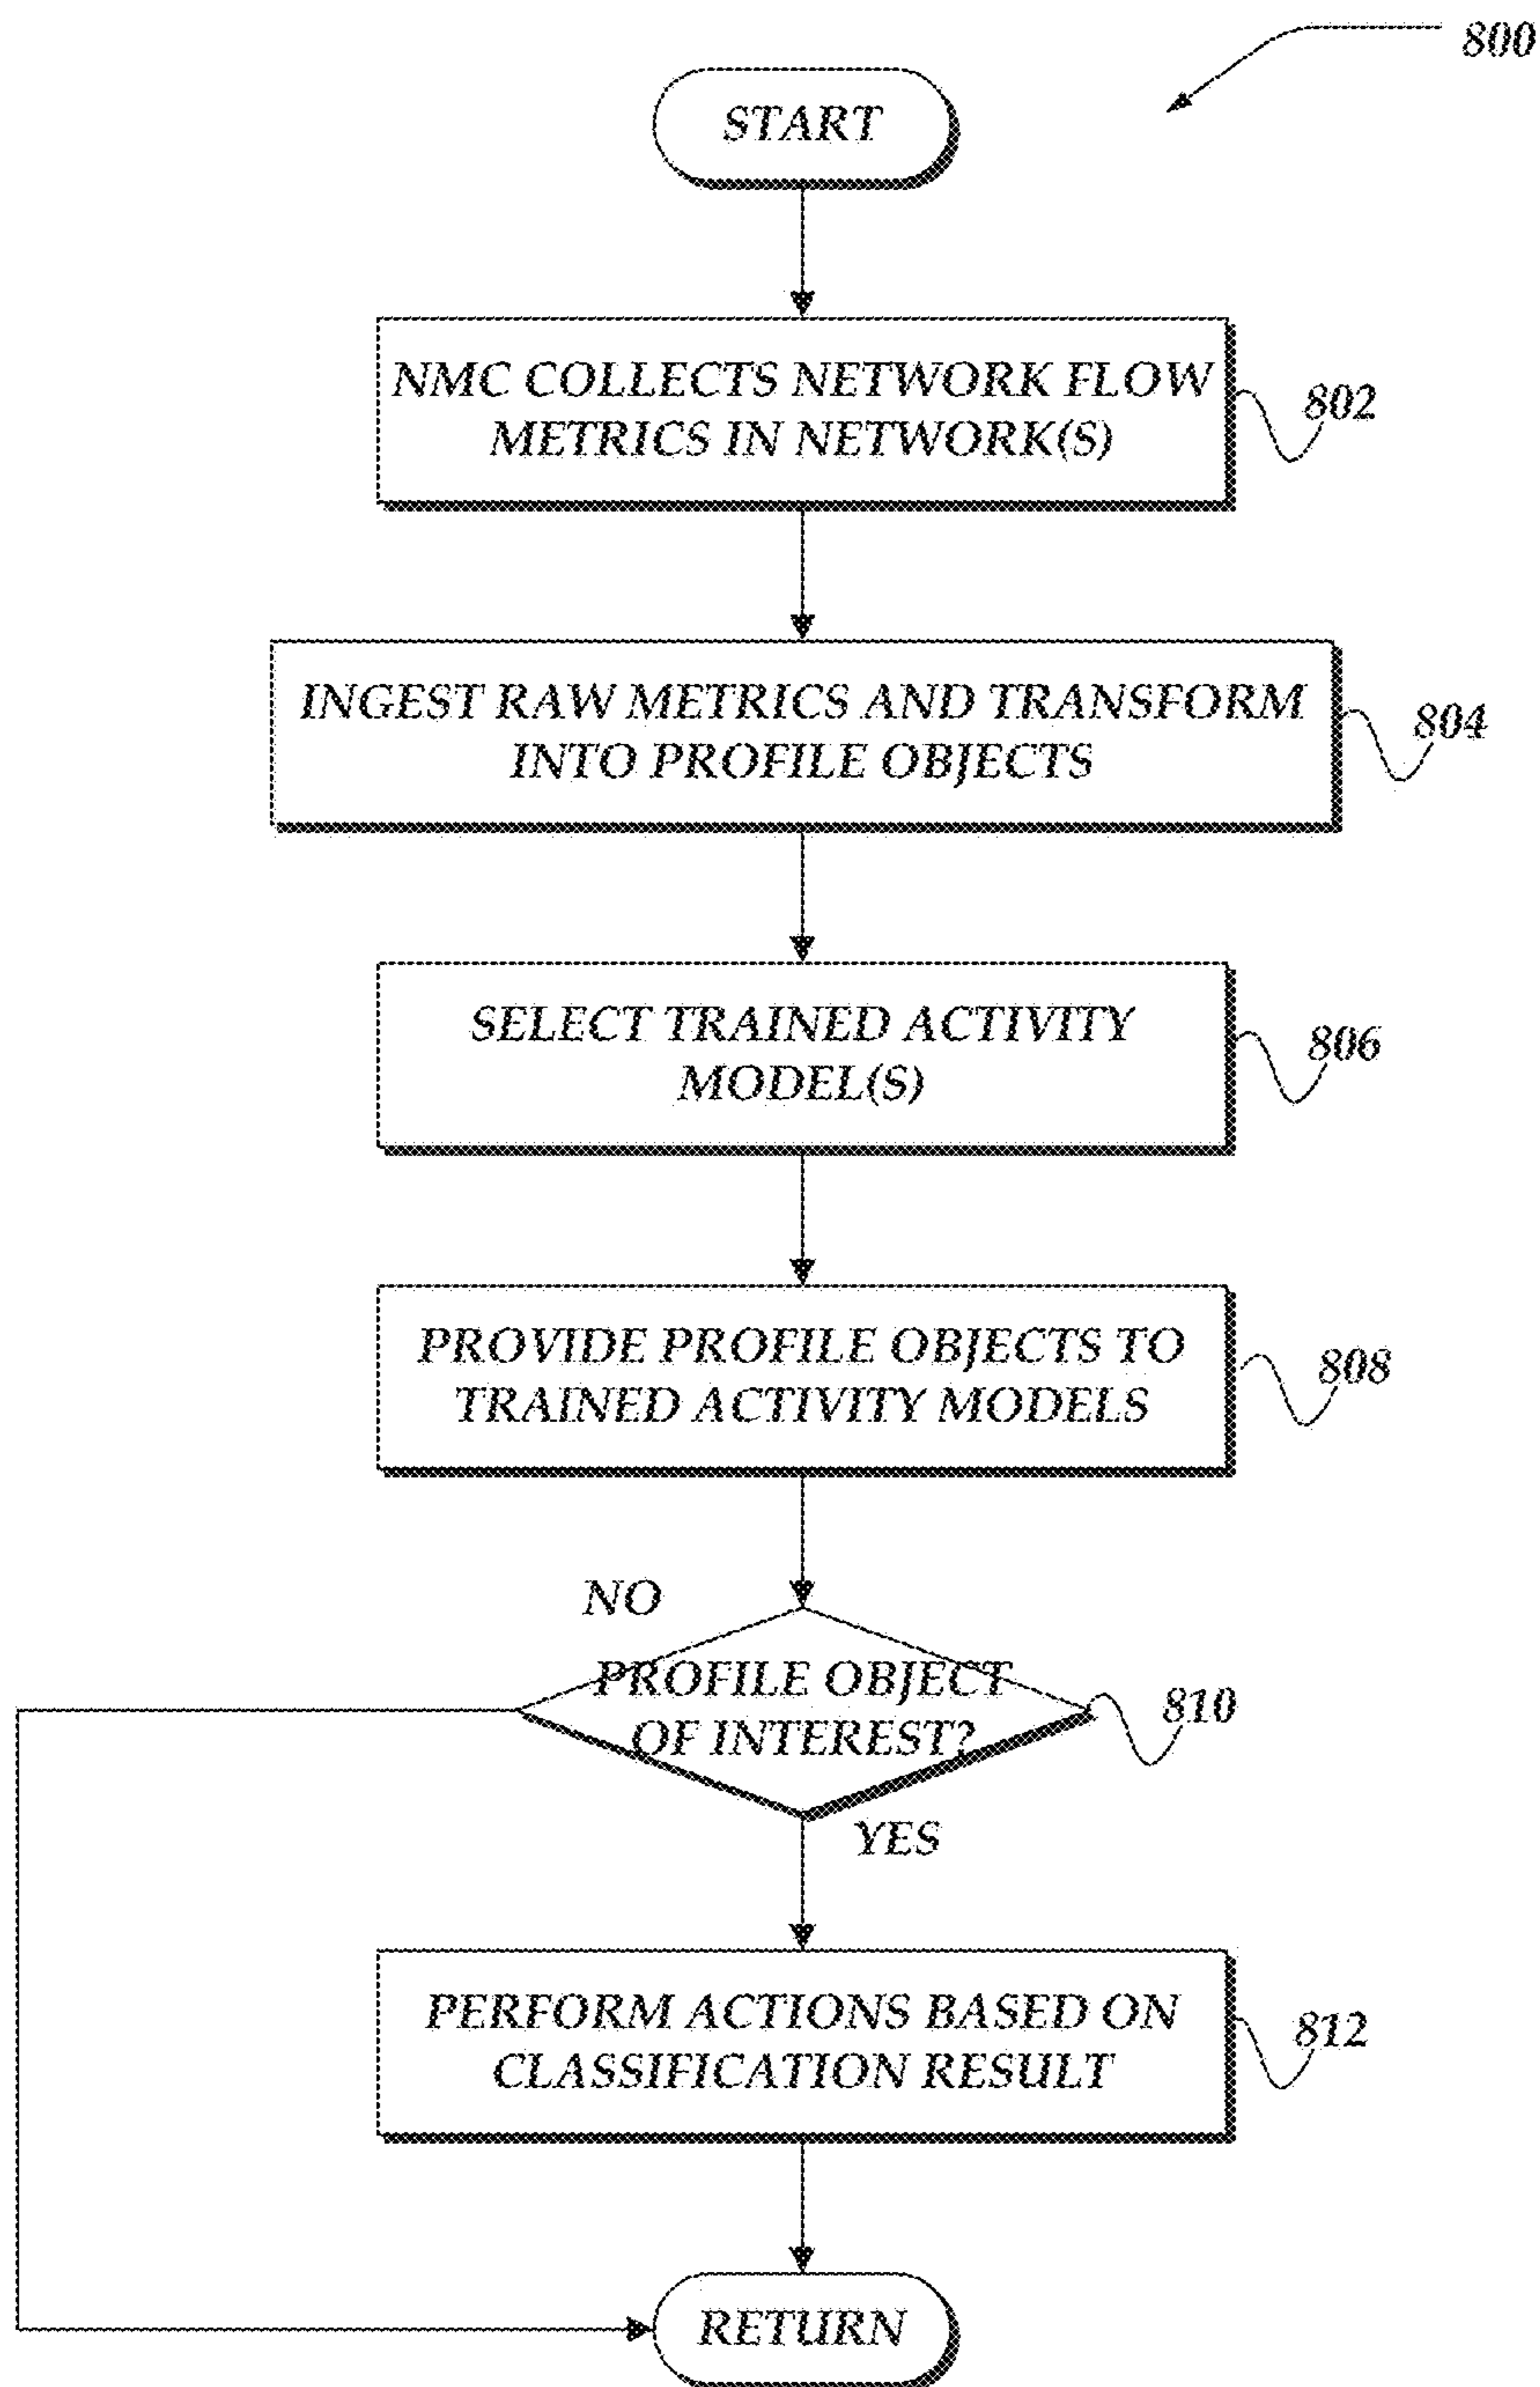 800
START
NMC COLLECTS NETWORK FLOW
METRICS IN NETWORK(S)
802
INGEST RAW METRICS AND TRANSFORM
INTO PROFILE OBJECTS
804
SELECT TRAINED ACTIVITY
MODEL(S)
806
PROVIDE PROFILE OBJECTS TO
TRAINED ACTIVITY MODELS
808
NO
PROFILE OBJECT
OF INTEREST?
810
YES
PERFORM ACTIONS BASED ON
CLASSIFICATION RESULT
812
RETURN